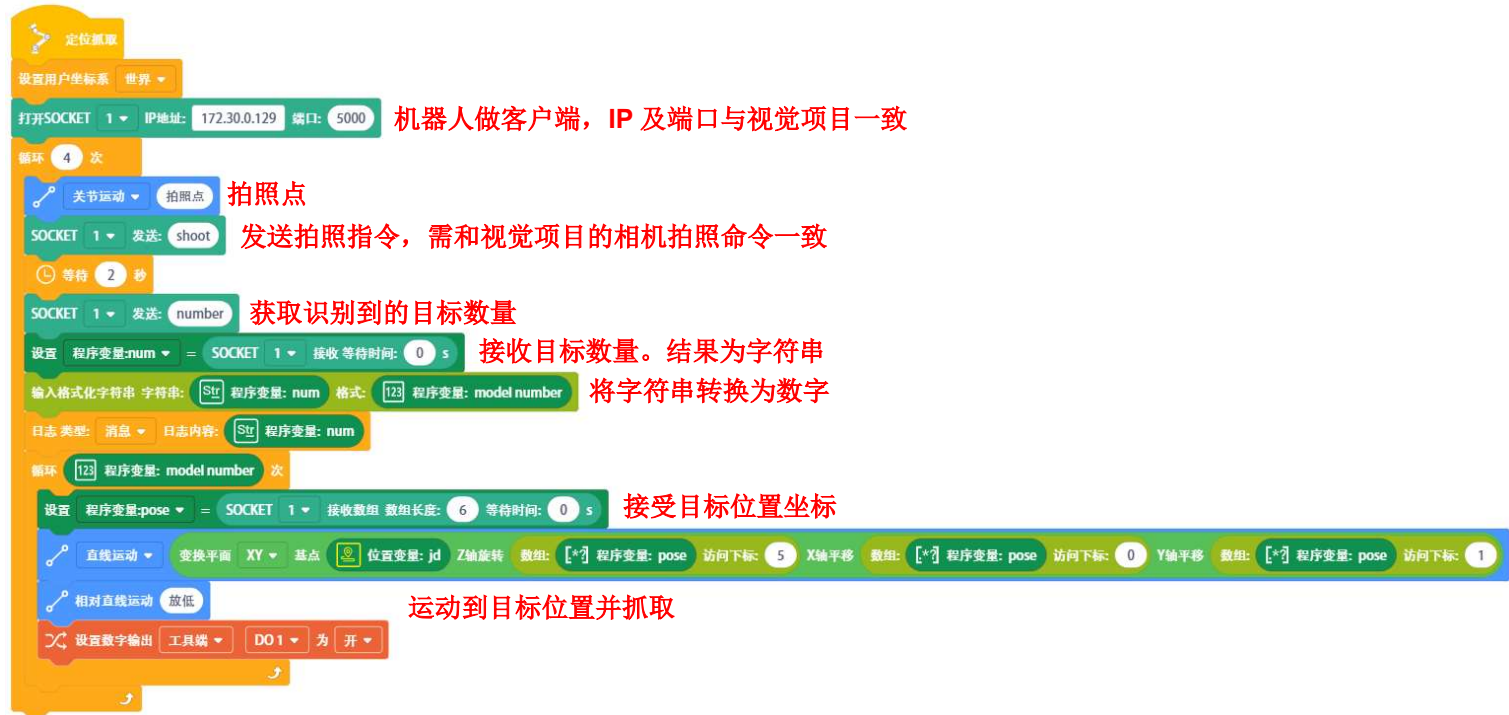 定位抓取
设置用户坐标系 世界
打开SOCKET 1 IP地址: 172.30.0.129 端口: 5000 机器人做客户端，IP 及端口与视觉项目一致
循环 4 次
关节运动 拍照点 拍照点
SOCKET 1 发送: shoot 发送拍照指令，需和视觉项目的相机拍照命令一致
等待 2 秒
SOCKET 1 发送: number 获取识别到的目标数量
设置 程序变量:num = SOCKET 1 接收 等待时间: 0 s 接收目标数量。结果为字符串
输入格式化字符串 字符串: Str 程序变量: num 格式: 123 程序变量: model number 将字符串转换为数字
日志 类型: 消息 日志内容: Str 程序变量: num
循环 123 程序变量: model number 次
设置 程序变量:pose = SOCKET 1 接收数组 数组长度: 6 等待时间: 0 s 接受目标位置坐标
直线运动 变换平面 XY 基点 位置变量: jd Z轴旋转 数组: [*?] 程序变量: pose 访问下标: 5 X轴平移 数组: [*?] 程序变量: pose 访问下标: 0 Y轴平移 数组: [.*?] 程序变量: pose 访问下标: 1
相对直线运动 放低 运动到目标位置并抓取
设置数字输出 工具端 DO 1 为 开